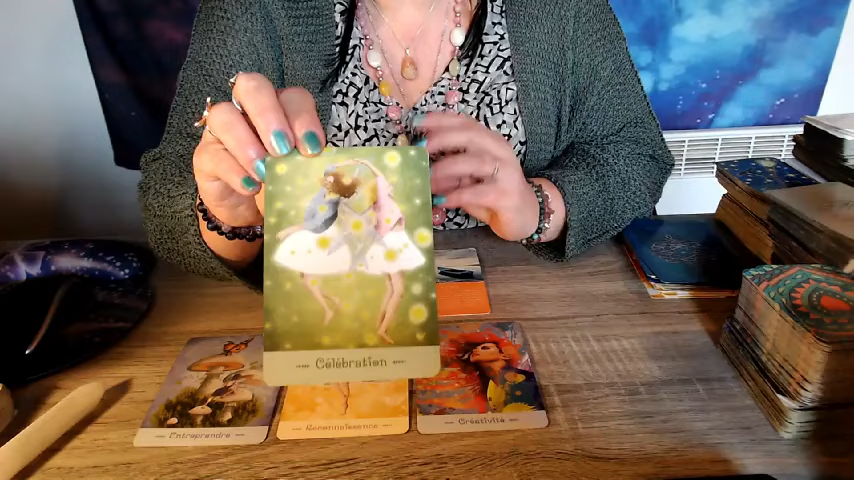 Célébration
Entreprendre
Reconnaissance
Créativité